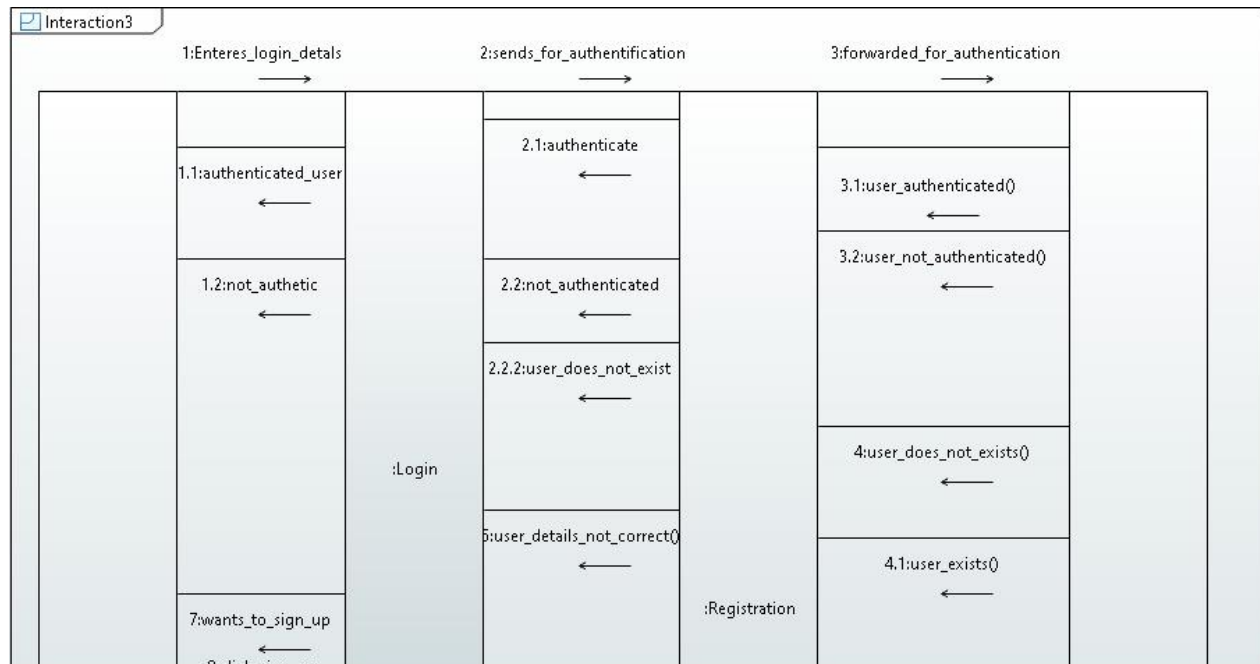 Interaction3
1:Enteres_login_detals
2:sends_for_authentification
3:forwarded_for_authentication
2.1:authenticate
1.1:authenticated_user
3.1:user_authenticated()
3.2:user_not_authenticated()
1.2:not_authetic
2.2:not_authenticated
2.2.2:user_does_not_exist
4:user_does_not_exists()
:Login
5:user_details_not_correct()
4.1:user_exists()
:Registration
7:wants_to_sign_up